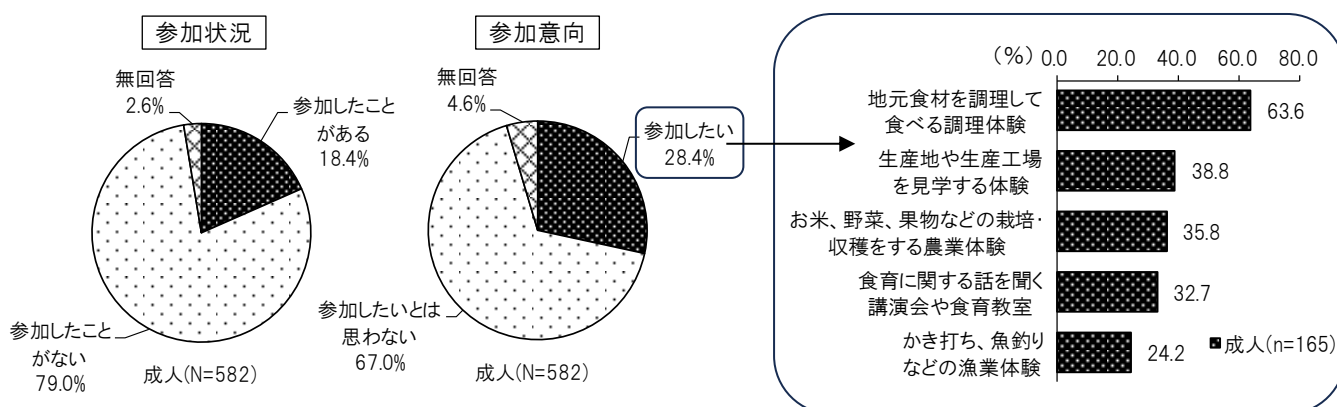 参加状況
無回答
2.6%
参加したこと
がある
18.4%
参加したこと
がない
79.0%
成人(N=582)
参加意向
無回答
4.6%
参加したい
28.4%
参加したいとは
思わない
67.0%
成人(N=582)
(%) 0.0 20.0 40.0 60.0 80.0
地元食材を調理して
食べる調理体験
63.6
生産地や生産工場
を見学する体験
38.8
お米、野菜、果物などの栽培・
収穫をする農業体験
35.8
食育に関する話を聞く
講演会や食育教室
32.7
かき打ち、魚釣り
などの漁業体験
24.2
成人(n=165)